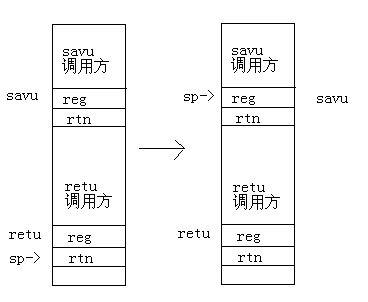 savu
调用方
savu
reg
rtn
retu
调用方
retu
reg
sp->
rtn
savu
调用方
sp->
reg
savu
rtn
retu
调用方
retu
reg
rtn